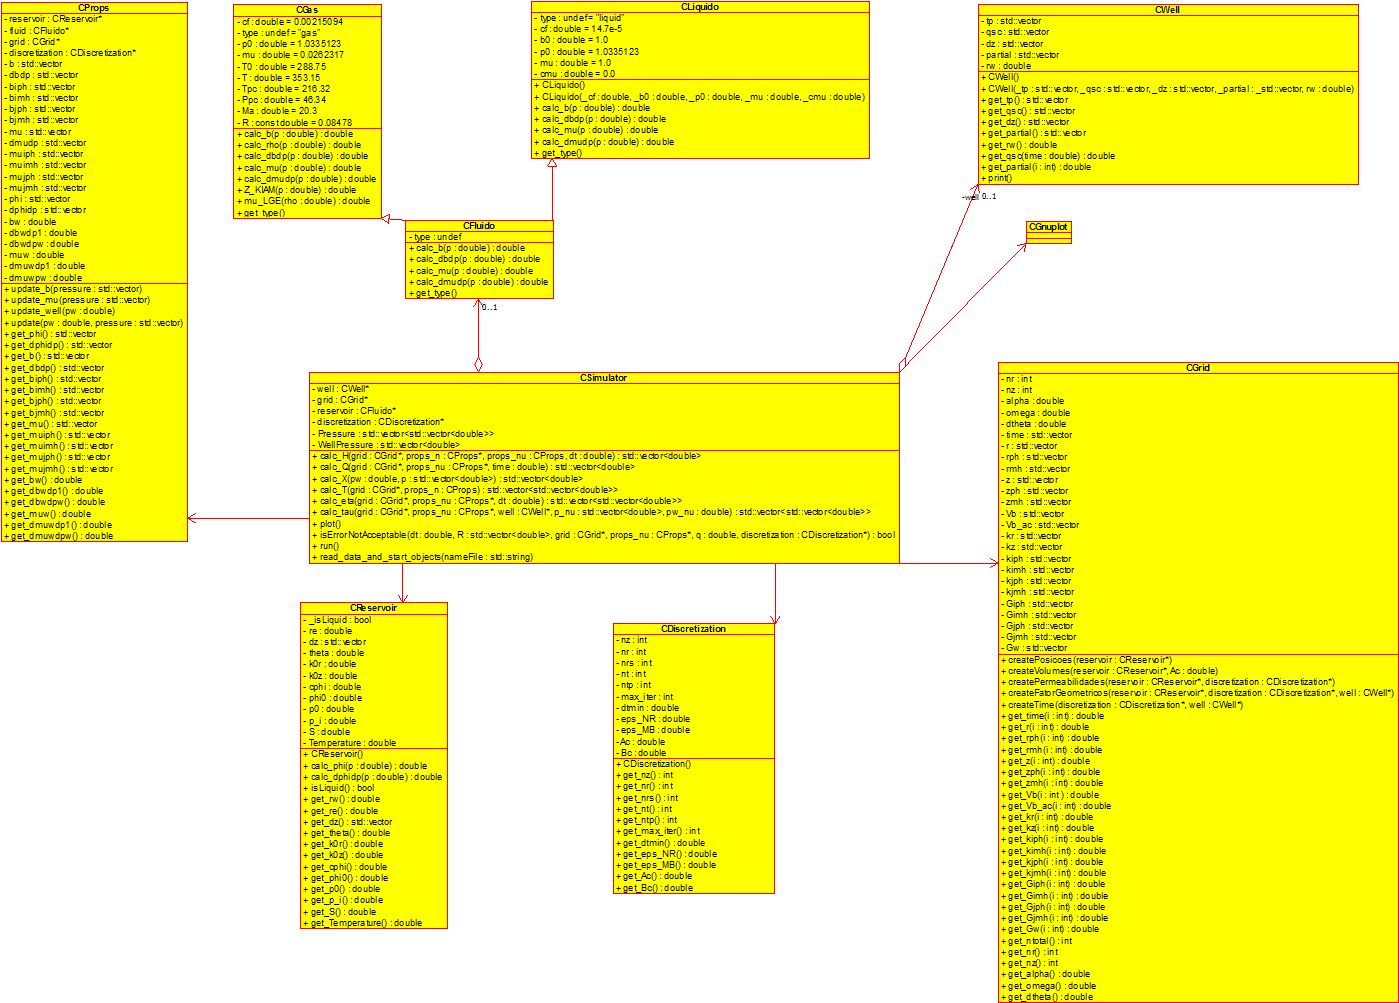 CProps
- reservoir : CReservoir*
- fluid : CFluido*
- grid : CGrid*
- discretization : CDiscretization*
- b : std::vector
- dbdp : std::vector
- biph : std::vector
- bimh : std::vector
- bjph : std::vector
- bjmh : std::vector
- mu : std::vector
- dmudp : std::vector
- muiph : std::vector
- muimh : std::vector
- mujph : std::vector
- mujmh : std::vector
- phi : std::vector
- dphidp : std::vector
- bw : double
- dbwdp1 : double
- dbwdpw : double
- muw : double
- dmuwdp1 : double
- dmuwpw : double
+ update_b(pressure : std::vector)
+ update_mu(pressure : std::vector)
+ update_well(pw : double)
+ update(pw : double, pressure : std::vector)
+ get_phi() : std::vector
+ get_dphidp() : std::vector
+ get_b() : std::vector
+ get_dbdp() : std::vector
+ get_biph() : std::vector
+ get_bimh() : std::vector
+ get_bjph() : std::vector
+ get_bjmh() : std::vector
+ get_mu() : std::vector
+ get_muiph() : std::vector
+ get_muimh() : std::vector
+ get_mujph() : std::vector
+ get_mujmh() : std::vector
+ get_bw() : double
+ get_dbwdp1() : double
+ get_dbwdpw() : double
+ get_muw() : double
+ get_dmuwdp1() : double
+ get_dmuwdpw() : double
CGas
- cf : double = 0.00215094
- type : undef = "gas"
- p0 : double = 1.0335123
- mu : double = 0.0262317
- T0 : double = 288.75
- T : double = 353.15
- Tpc : double = 216.32
- Ppc : double = 46.34
- Ma : double = 20.3
- R : const double = 0.08478
+ calc_b(p : double) : double
+ calc_rho(p : double) : double
+ calc_dbdp(p : double) : double
+ calc_mu(p : double) : double
+ calc_dmudp(p : double) : double
+ Z_KIAM(p : double) : double
+ mu_LGE(rho : double) : double
+ get_type()
CLiquido
- type : undef = "liquid"
- cf : double = 14.7e-5
- b0 : double = 1.0
- p0 : double = 1.0335123
- mu : double = 1.0
- cmu : double = 0.0
+ CLiquido()
+ CLiquido(_cf : double, _b0 : double, _p0 : double, _mu : double, _cmu : double)
+ calc_b(p : double) : double
+ calc_dbdp(p : double) : double
+ calc_mu(p : double) : double
+ calc_dmudp(p : double) : double
+ get_type()
CWell
- tp : std::vector
- qsc : std::vector
- dz : std::vector
- partial : std::vector
- rw : double
+ CWell()
+ CWell(_tp : std::vector, _qsc : std::vector, _dz : std::vector, _partial : _std::vector, rw : double)
+ get_tp() : std::vector
+ get_qsc() : std::vector
+ get_dz() : std::vector
+ get_partial() : std::vector
+ get_rw() : double
+ get_qsc(time : double) : double
+ get_partial(i : int) : double
+ print()
-well 0..1
CGnuplot
CFluido
- type : undef
+ calc_b(p : double) : double
+ calc_dbdp(p : double) : double
+ calc_mu(p : double) : double
+ calc_dmudp(p : double) : double
+ get_type()
0..1
CSimulator
- well : CWell*
- grid : CGrid*
- reservoir : CFluido*
- discretization : CDiscretization*
- Pressure : std::vector<std::vector<double>>
- WellPressure : std::vector<double>
+ calc_H(grid : CGrid*, props_n : CProps*, props_nu : CProps, dt : double) : std::vector<double>
+ calc_Q(grid : CGrid*, props_nu : CProps*, time : double) : std::vector<double>
+ calc_X(pw : double, p : std::vector<double>) : std::vector<double>
+ calc_T(grid : CGrid*, props_n : CProps) : std::vector<std::vector<double>>
+ calc_eta(grid : CGrid*, props_nu : CProps*, dt : double) : std::vector<std::vector<double>>
+ calc_tau(grid : CGrid*, props_nu : CProps*, well : CWell*, p_nu : std::vector<double>, pw_nu : double) : std::vector<std::vector<double>>
+ plot()
+ isErrorNotAcceptable(dt : double, R : std::vector<double>, grid : CGrid*, props_nu : CProps*, q : double, discretization : CDiscretization*) : bool
+ run()
+ read_data_and_start_objects(nameFile : std::string)
CReservoir
- _isLiquid : bool
- re : double
- dz : std::vector
- theta : double
- k0r : double
- k0z : double
- cphi : double
- phi0 : double
- p0 : double
- p_i : double
- S : double
- Temperature : double
+ CReservoir()
+ calc_phi(p : double) : double
+ calc_dphidp(p : double) : double
+ isLiquid() : bool
+ get_rw() : double
+ get_re() : double
+ get_dz() : std::vector
+ get_theta() : double
+ get_k0r() : double
+ get_k0z() : double
+ get_cphi() : double
+ get_phi0() : double
+ get_p0() : double
+ get_p_i() : double
+ get_S() : double
+ get_Temperature() : double
CDiscretization
- nz : int
- nr : int
- nrs : int
- nt : int
- ntp : int
- max_iter : int
- dtmin : double
- eps_NR : double
- eps_MB : double
- Ac : double
- Bc : double
+ CDiscretization()
+ get_nz() : int
+ get_nr() : int
+ get_nrs() : int
+ get_nt() : int
+ get_ntp() : int
+ get_max_iter() : int
+ get_dtmin() : double
+ get_eps_NR() : double
+ get_eps_MB() : double
+ get_Ac() : double
+ get_Bc() : double
CGrid
- nr : int
- nz : int
- alpha : double
- omega : double
- dtheta : double
- time : std::vector
- r : std::vector
- rph : std::vector
- rmh : std::vector
- z : std::vector
- zph : std::vector
- zmh : std::vector
- Vb : std::vector
- Vb_ac : std::vector
- kr : std::vector
- kz : std::vector
- kiph : std::vector
- kimh : std::vector
- kjph : std::vector
- kjmh : std::vector
- Giph : std::vector
- Gimh : std::vector
- Gjph : std::vector
- Gjmh : std::vector
- Gw : std::vector
+ createPosicoes(reservoir : CReservoir*)
+ createVolumes(reservoir : CReservoir*, Ac : double)
+ createPermeabilidades(reservoir : CReservoir*, discretization : CDiscretization*)
+ createFatorGeometricos(reservoir : CReservoir*, discretization : CDiscretization*, well : CWell*)
+ createTime(discretization : CDiscretization*, well : CWell*)
+ get_time(i : int) : double
+ get_r(i : int) : double
+ get_rph(i : int) : double
+ get_rmh(i : int) : double
+ get_z(i : int) : double
+ get_zph(i : int) : double
+ get_zmh(i : int) : double
+ get_Vb(i : int ) : double
+ get_Vb_ac(i : int) : double
+ get_kr(i : int) : double
+ get_kz(i : int) : double
+ get_kiph(i : int) : double
+ get_kimh(i : int) : double
+ get_kjph(i : int) : double
+ get_kjmh(i : int) : double
+ get_Giph(i : int) : double
+ get_Gimh(i : int) : double
+ get_Gjph(i : int) : double
+ get_Gjmh(i : int) : double
+ get_Gw(i : int) : double
+ get_ntotal() : int
+ get_nr() : int
+ get_nz() : int
+ get_alpha() : double
+ get_omega() : double
+ get_dtheta() : double